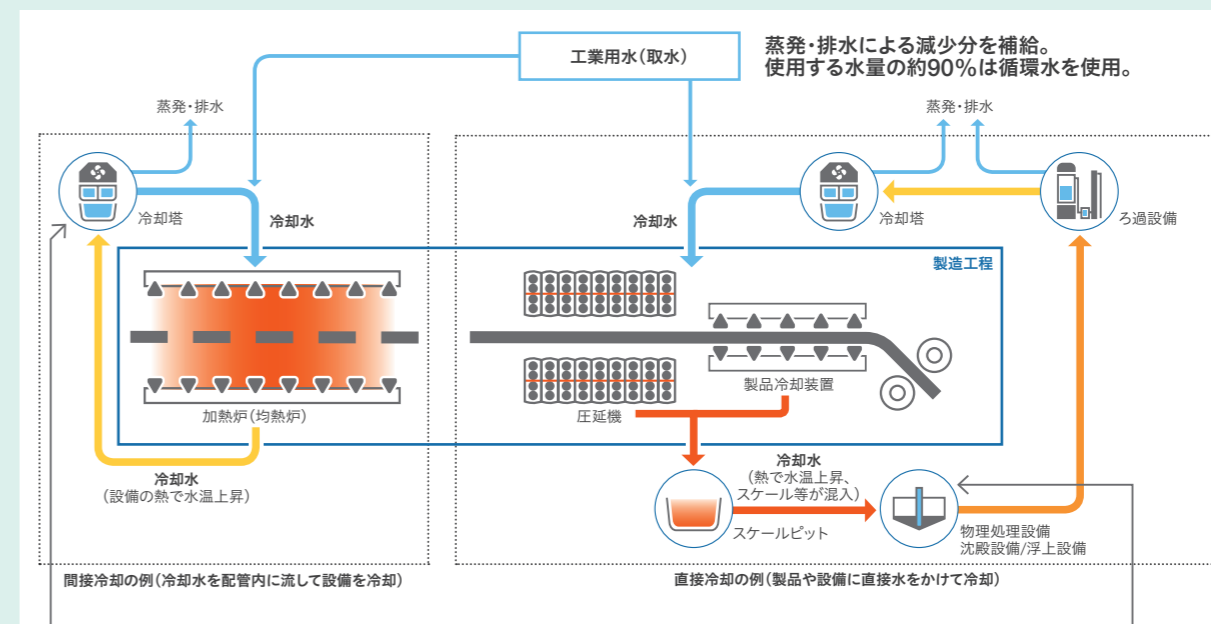 工業用水（取水）
蒸発・排水による減少分を補給。
使用する水量の約90％は循環水を使用。
蒸発・排水
蒸発・排水
冷却塔
冷却水
冷却水
冷却塔
ろ過設備
製造工程
加熱炉（均熱炉）
圧延機
製品冷却装置
冷却水
（設備の熱で水温上昇）
冷却水
（熱で水温上昇、
スケール等が混入）
スケールピット
物理処理設備
沈殿設備/浮上設備
間接冷却の例（冷却水を配管内に流して設備を冷却）
直接冷却の例（製品や設備に直接水をかけて冷却）